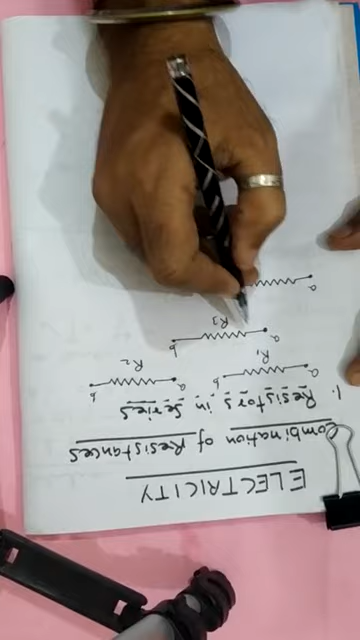 ELECTRICITY
Combination of Resistances
1. Resistors in Series
R1
a b
R2
a b
R3
a b
a